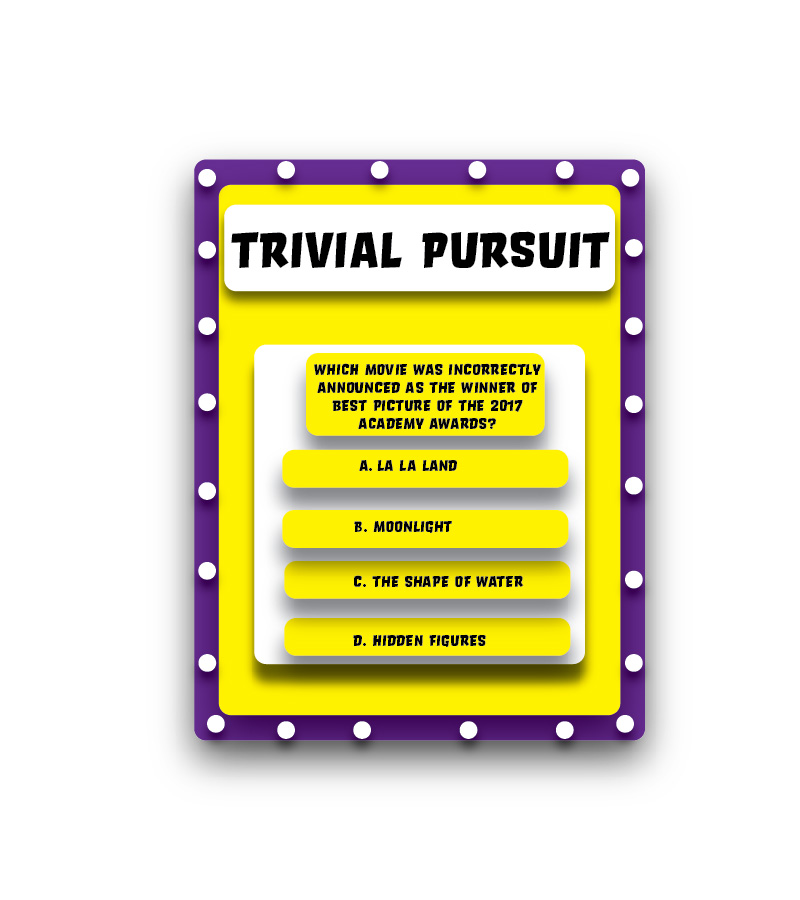 TRIVIAL PURSUIT
WHICH MOVIE WAS INCORRECTLY
ANNOUNCED AS THE WINNER OF
BEST PICTURE OF THE 2017
ACADEMY AWARDS?
A. LA LA LAND
B. MOONLIGHT
C. THE SHAPE OF WATER
D. HIDDEN FIGURES